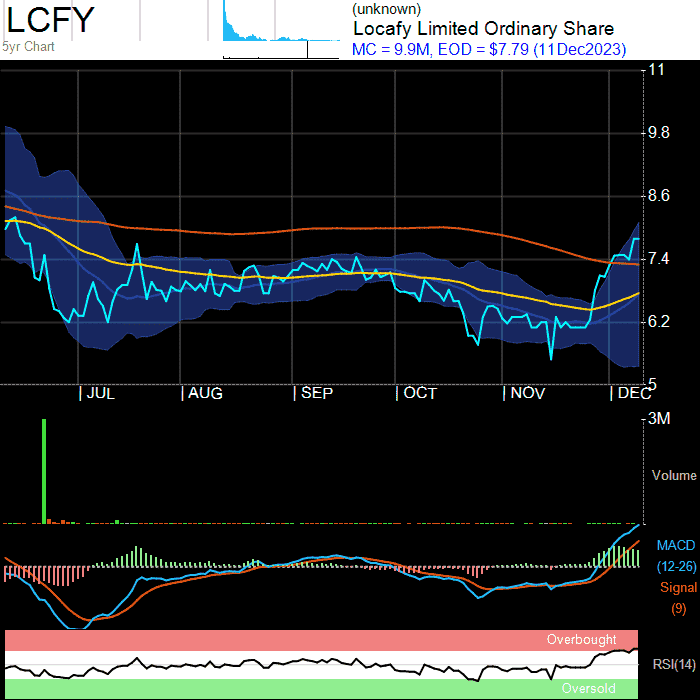 LCFY
5yr Chart
(unknown)
Locafy Limited Ordinary Share
MC = 9.9M, EOD = $7.79 (11Dec2023)
11
9.8
8.6
7.4
6.2
5
JUL AUG SEP OCT NOV DEC
3M
Volume
MACD
(12-26)
Signal
(9)
Overbought
RSI(14)
Oversold